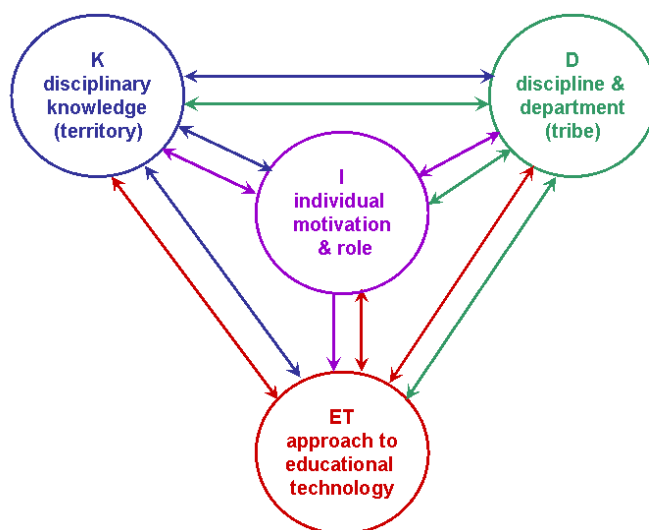 K
disciplinary
knowledge
(territory)
D
discipline &
department
(tribe)
I
individual
motivation
& role
ET
approach to
educational
technology